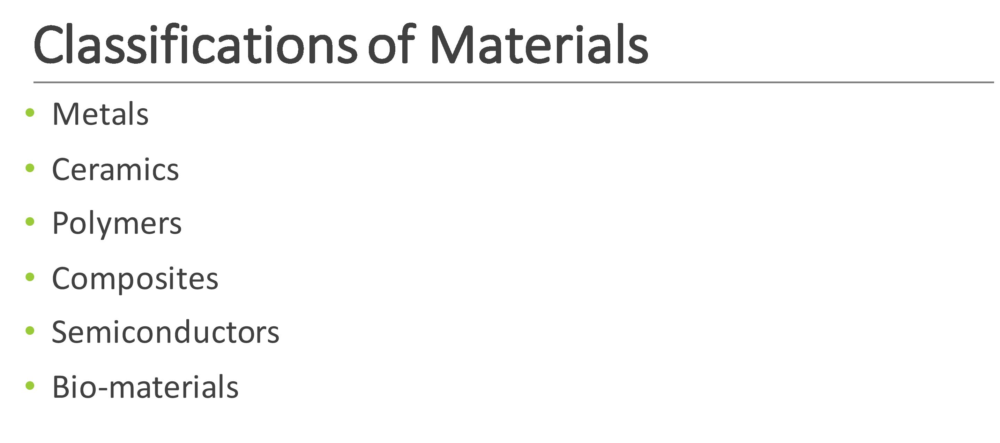 Classifications of Materials
• Metals
• Ceramics
• Polymers
• Composites
• Semiconductors
• Bio-materials